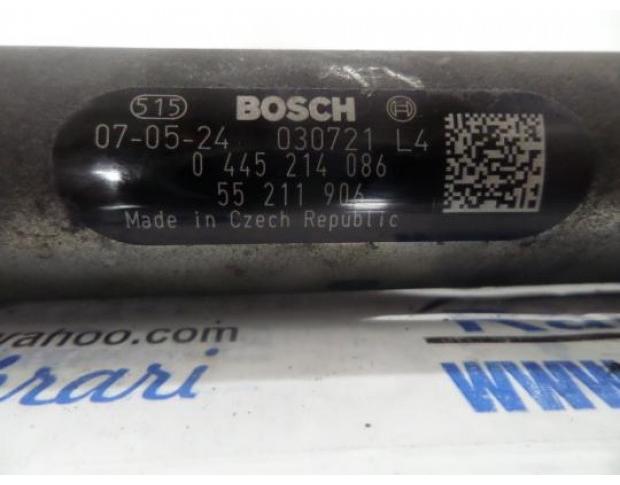 515 BOSCH
07-05-24 030721 L4
0 445 214 086
55 211 906
Made in Czech Republic
yahoo.com
www.